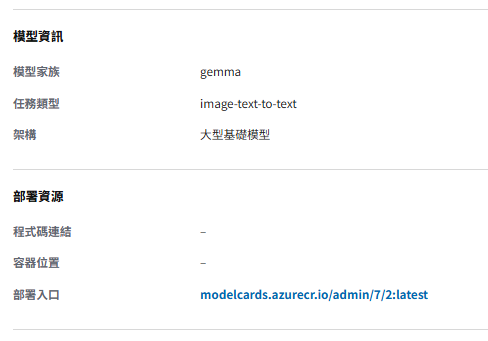 模型資訊
模型家族 gemma
任務類型 image-text-to-text
架構 大型基礎模型
部署資源
程式碼連結 –
容器位置 –
部署入口 modelcards.azurecr.io/admin/7/2:latest